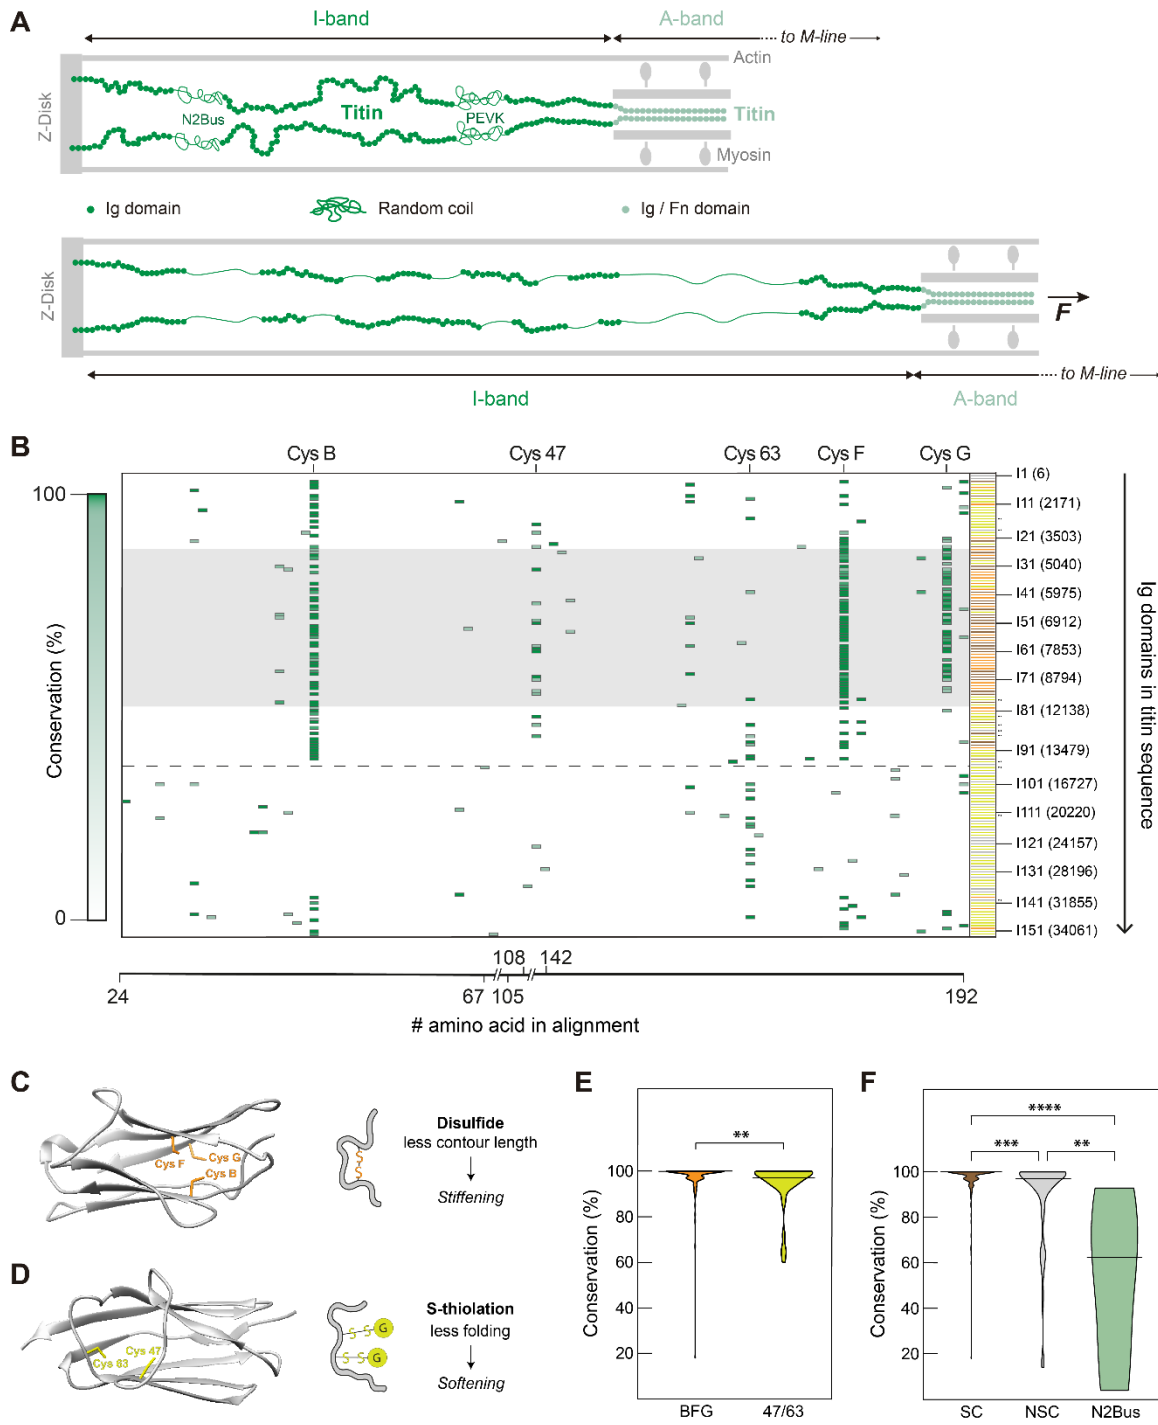 A
I-band
A-band
to M-line
Actin
Z-Disk
N2Bus
Titin
PEVK
Titin
Myosin
Ig domain
Random coil
Ig / Fn domain
Z-Disk
F
to M-line
I-band
A-band
B
Cys B
Cys 47
Cys 63
Cys F
Cys G
100
0
Conservation (%)
I1 (6)
I11 (2171)
I21 (3503)
I31 (5040)
I41 (5975)
I51 (6912)
I61 (7853)
I71 (8794)
I81 (12138)
I91 (13479)
I101 (16727)
I111 (20220)
I121 (24157)
I131 (28196)
I141 (31855)
I151 (34061)
Ig domains in titin sequence
108 142
24 67 105 192
# amino acid in alignment
C
Cys F
Cys G
Cys B
S
S
Disulfide
less contour length
Stiffening
D
Cys 63
Cys 47
S S G
S S G
S-thiolation
less folding
Softening
E
**
100
80
60
40
20
Conservation (%)
BFG 47/63
F
****
*** **
100
80
60
40
20
Conservation (%)
SC NSC N2Bus